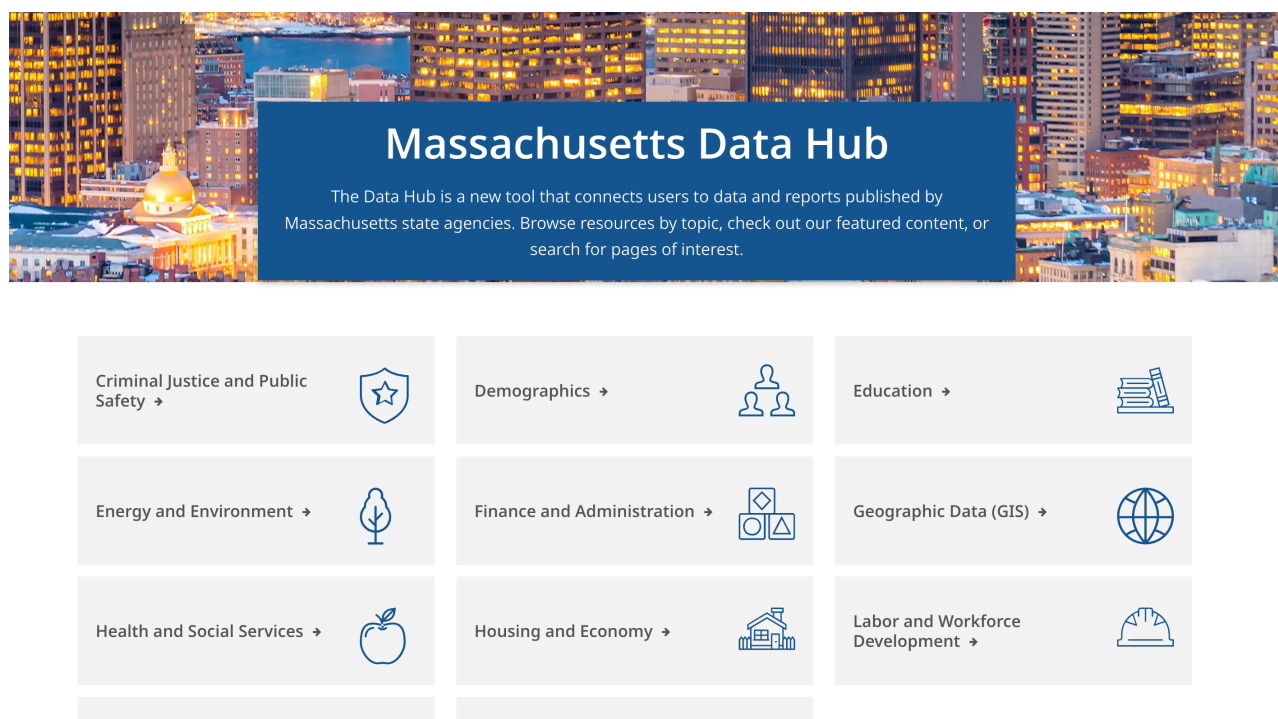 Massachusetts Data Hub
The Data Hub is a new tool that connects users to data and reports published by
Massachusetts state agencies. Browse resources by topic, check out our featured content, or
search for pages of interest.
Criminal Justice and Public
Safety
Demographics
Education
Energy and Environment
Finance and Administration
Geographic Data (GIS)
Health and Social Services
Housing and Economy
Labor and Workforce
Development